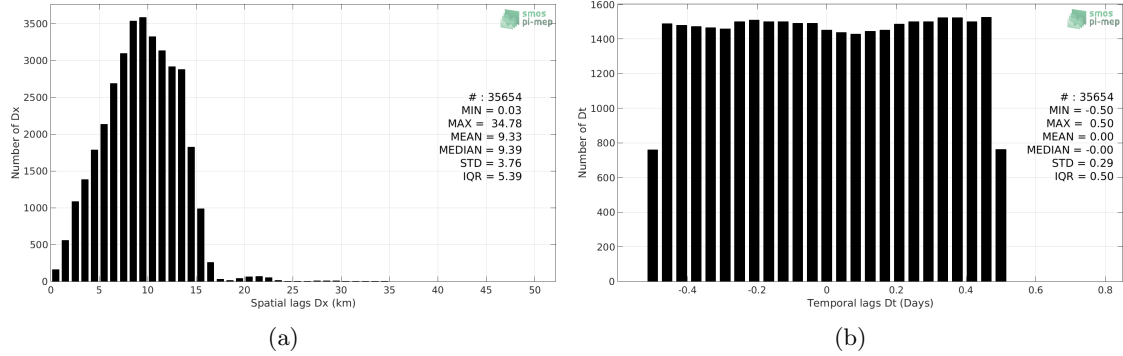 smos
pi-mep
3500
3000
2500
2000
1500
1000
500
0
Number of Dx
# : 35654
MIN = 0.03
MAX = 34.78
MEAN = 9.33
MEDIAN = 9.39
STD = 3.76
IQR = 5.39
0 5 10 15 20 25 30 35 40 45 50
Spatial lags Dx (km)
(a)
smos
pi-mep
1600
1400
1200
1000
800
600
400
200
0
Number of Dt
# : 35654
MIN = -0.50
MAX = 0.50
MEAN = 0.00
MEDIAN = -0.00
STD = 0.29
IQR = 0.50
-0.4 -0.2 0 0.2 0.4 0.6 0.8
Temporal lags Dt (Days)
(b)